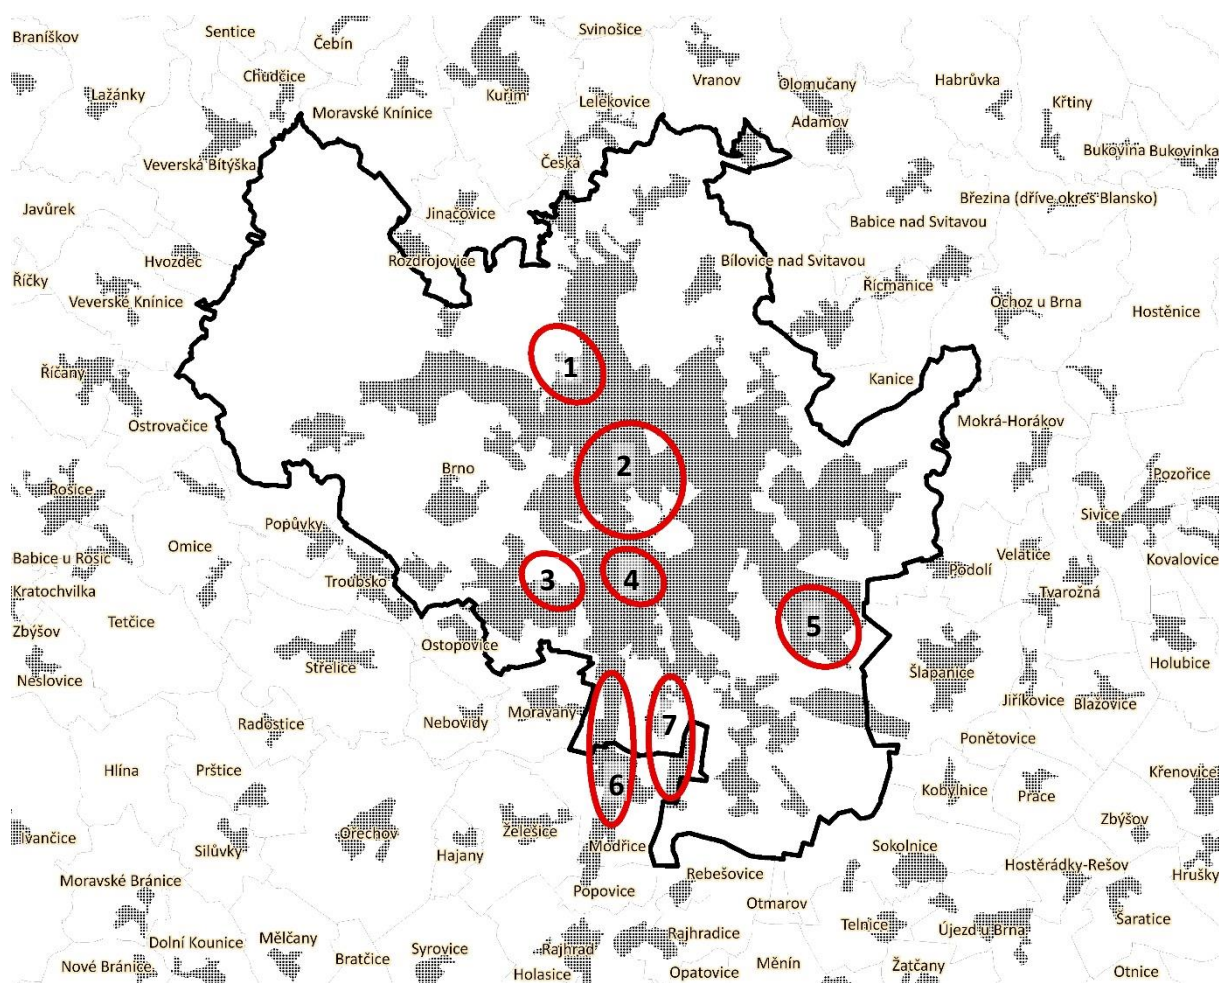 Braníškov
Sentice
Čebín
Svinošice
Chudčice
Vranov
Olomučany
Habrůvka
Lažánky
Kuřim
Lelekovice
Křtiny
Moravské Knínice
Adamov
Veverská Bítýška
Česká
Bukovina
Bukovinka
Javůrek
Jinačovice
Březina (dříve okres Blansko)
Babice nad Svitavou
Hvozdec
Rozdrojovice
Bílovice nad Svitavou
Říčky
Veverské Knínice
Řícmanice
Ochoz u Brna
Hostěnice
Říčany
1
Kanice
Ostrovačice
Mokrá-Horákov
Brno
2
Pozořice
Rosice
Sivice
Popůvky
Omice
Babice u Rosic
Velatice
Kovalovice
Kratochvilka
Troubsko
3
4
Podolí
Tvarožná
Zbýšov
Tetčice
5
Ostopovice
Neslovice
Střelice
Šlapanice
Holubice
Jiříkovice
Blažovice
Radostice
Nebovidy
Moravany
7
Ponětovice
Hlína
Prštice
6
Kobylnice
Práce
Křenovice
Ivančice
Silůvky
Ořechov
Hajany
Želešice
Modřice
Sokolnice
Zbýšov
Hostěrádky-Rešov
Hrušky
Moravské Bránice
Popovice
Rebešovice
Otmarov
Telnice
Šaratice
Dolní Kounice
Mělčany
Syrovice
Rajhrad
Rajhradice
Újezd u Brna
Nové Bránice
Bratčice
Holasice
Opatovice
Měnín
Žatčany
Otnice